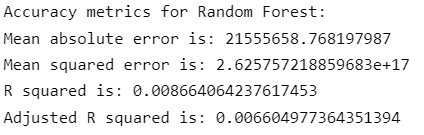 Accuracy metrics for Random Forest:
Mean absolute error is: 21555658.768197987
Mean squared error is: 2.625757218859683e+17
R squared is: 0.008664064237617453
Adjusted R squared is: 0.006604977364351394